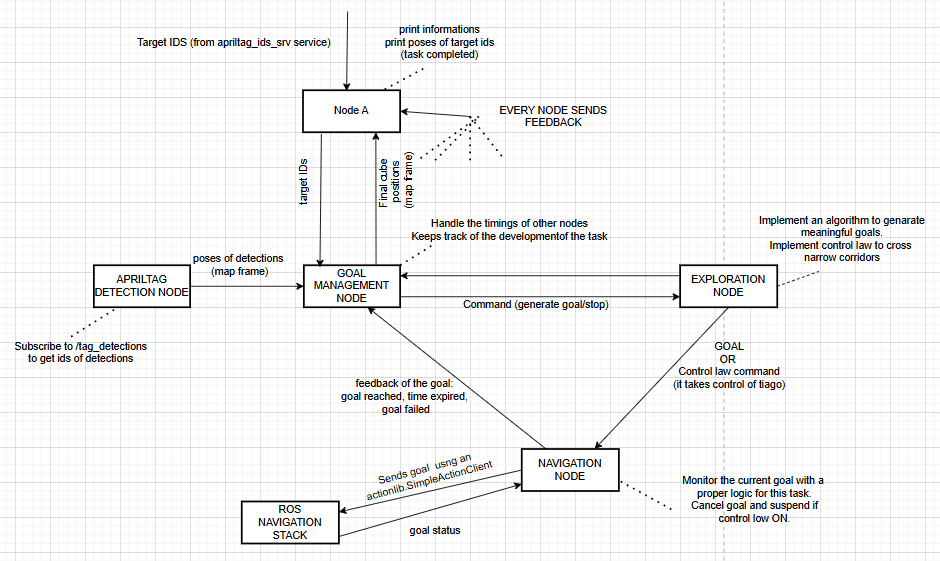 Target IDS (from apriltag_ids_srv service)
print informations
print poses of target ids
(task completed)
Node A
EVERY NODE SENDS
FEEDBACK
target IDs
Final cube
positions
(map frame)
Handle the timings of other nodes
Keeps track of the developmentof the task
Implement an algorithm to genarate
meaningful goals.
Implement control law to cross
narrow corridors
poses of detections
(map frame)
APRILTAG
DETECTION NODE
GOAL
MANAGEMENT
NODE
EXPLORATION
NODE
Command (generate goal/stop)
Subscribe to /tag_detections
to get ids of detections
GOAL
OR
Control law command
(it takes control of tiago)
feedback of the goal:
goal reached, time expired,
goal failed
Sends goal usng an
actionlib.SimpleActionClient
NAVIGATION
NODE
Monitor the current goal with a
proper logic for this task.
Cancel goal and suspend if
control low ON.
ROS
NAVIGATION
STACK
goal status